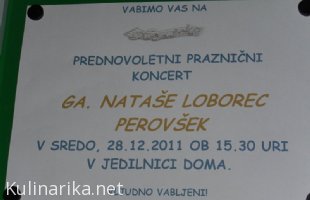 VABIMO VAS NA
PREDNOVOLETNI PRAZNIČNI
KONCERT
GA. NATAŠE LOBOREC
PEROVŠEK
V SREDO, 28.12.2011 OB 15.30 URI
V JEDILNICI DOMA.
VABLJENI!
Kulinarika.net